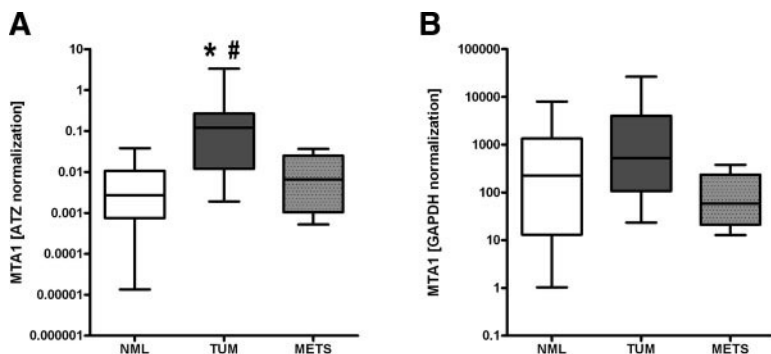 A
B
* #
MTA1 [ATZ normalization]
10
1
0.1
0.01
0.001
0.0001
0.00001
0.000001
NML TUM METS
MTA1 [GAPDH normalization]
100000
10000
1000
100
10
1
0.1
NML TUM METS